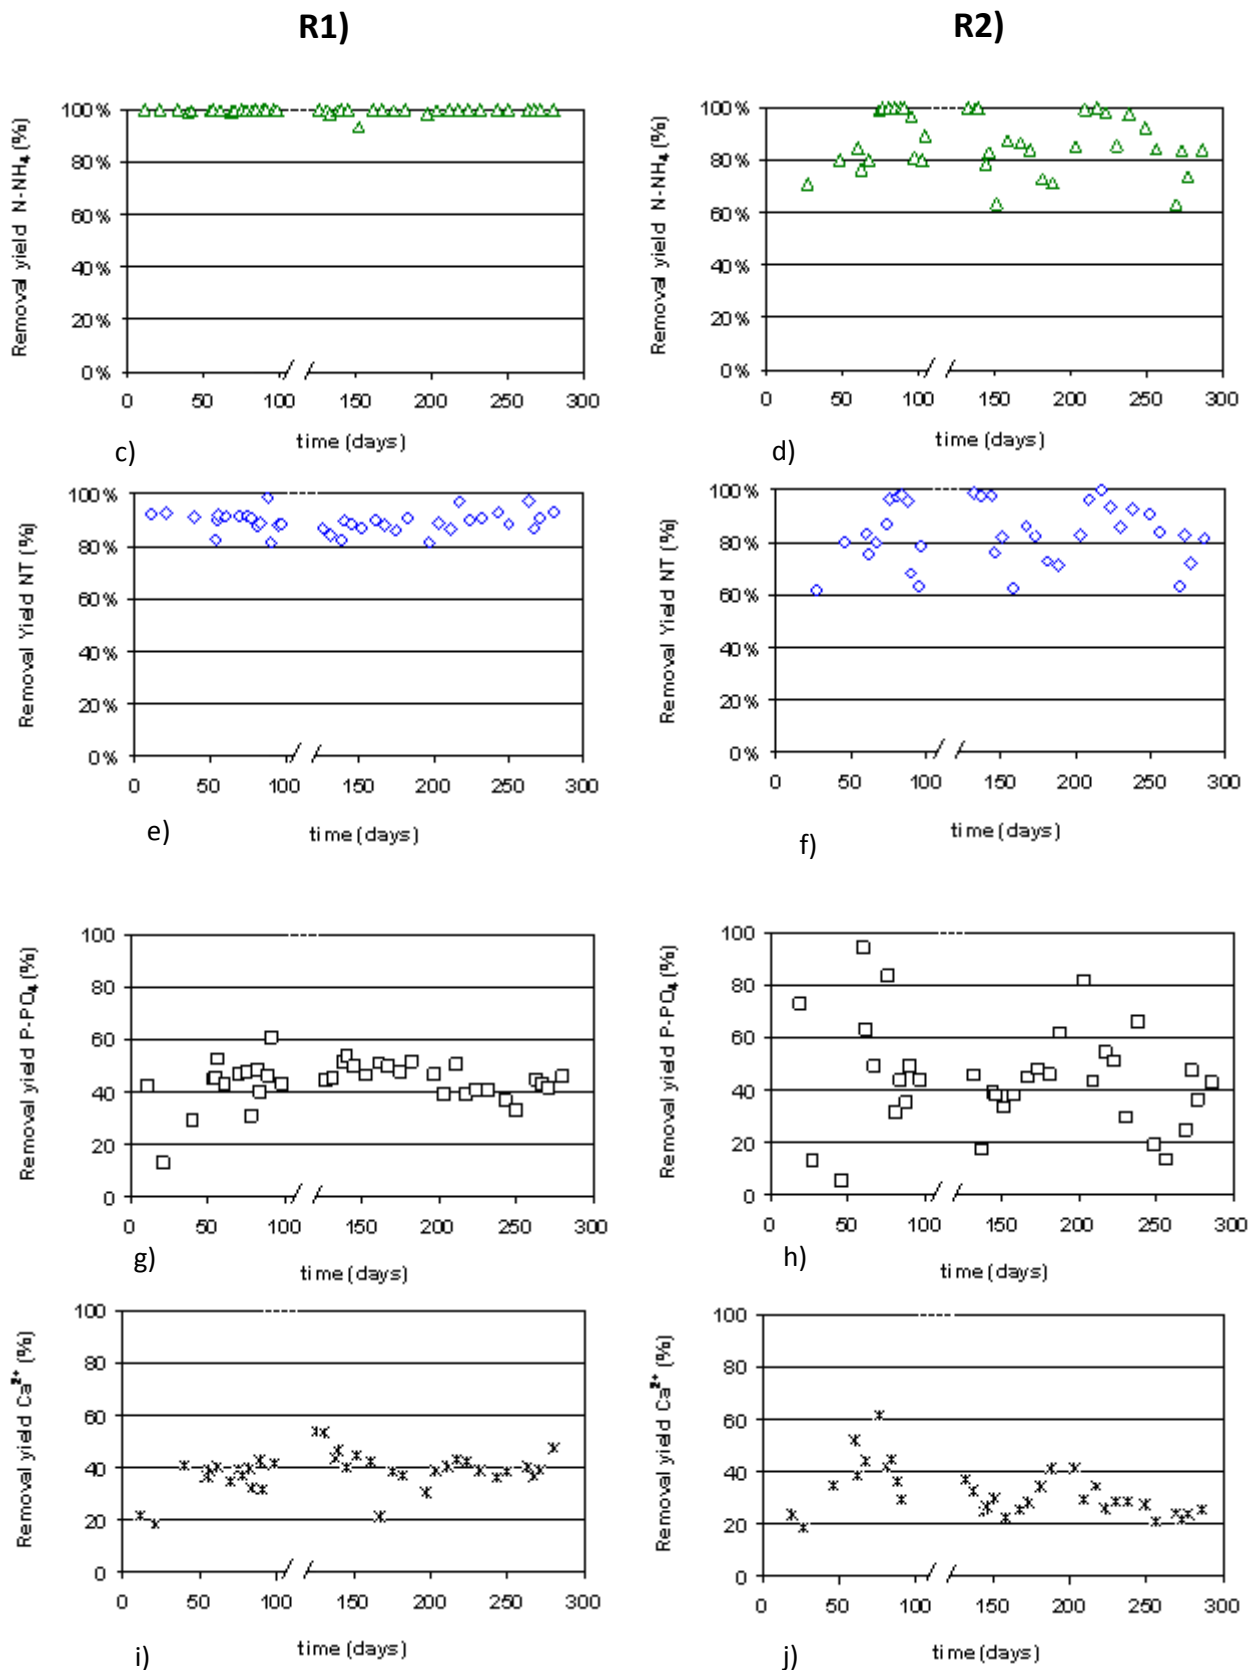 R1) R2)
Removal yield N-NH₄ (%)
100%
80%
60%
40%
20%
0%
0 50 100 150 200 250 300
time (days)
c)
Removal yield N-NH₄ (%)
100%
80%
60%
40%
20%
0%
0 50 100 150 200 250 300
time (days)
d)
Removal Yield NT (%)
100%
80%
60%
40%
20%
0%
0 50 100 150 200 250 300
time (days)
e)
Removal Yield NT (%)
100%
80%
60%
40%
20%
0%
0 50 100 150 200 250 300
time (days)
f)
Removal yield P-PO₄ (%)
100
80
60
40
20
0
0 50 100 150 200 250 300
time (days)
g)
Removal yield P-PO₄ (%)
100
80
60
40
20
0
0 50 100 150 200 250 300
time (days)
h)
Removal yield Ca²⁺ (%)
100
80
60
40
20
0
0 50 100 150 200 250 300
time (days)
i)
Removal yield Ca²⁺ (%)
100
80
60
40
20
0
0 50 100 150 200 250 300
time (days)
j)